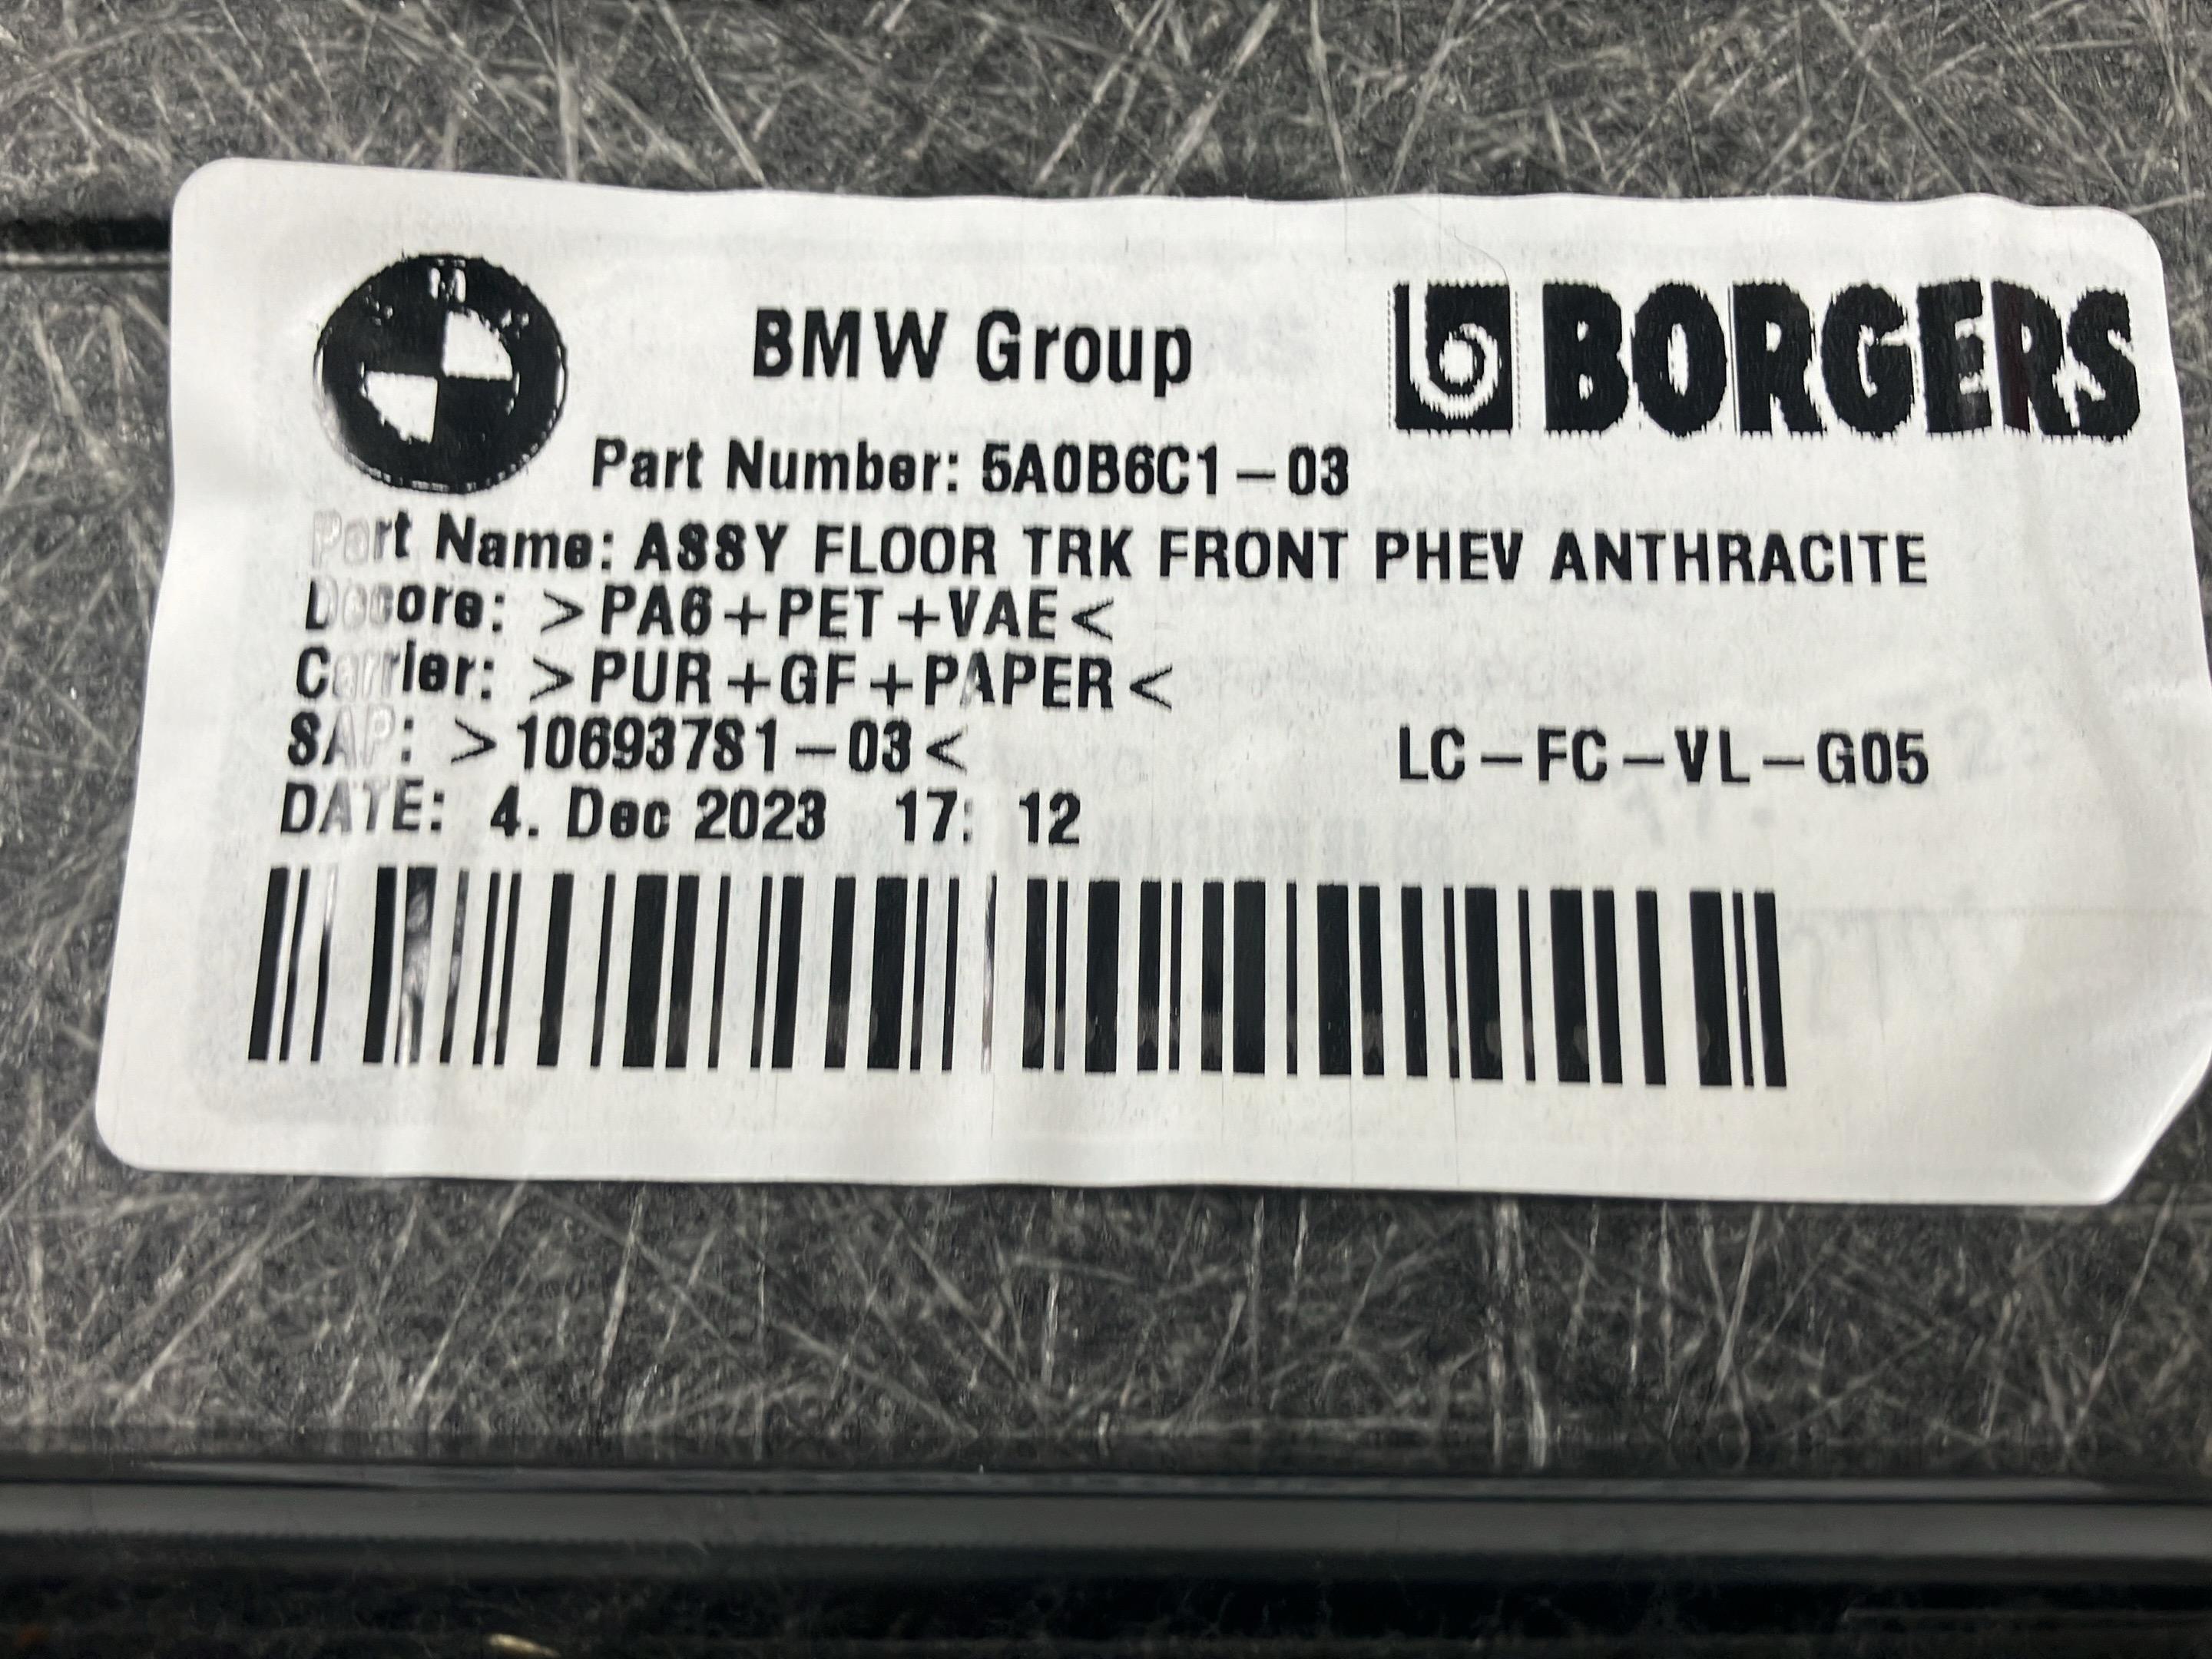 BMW Group
BORGERS
Part Number: 5A0B6C1-03
Part Name: ASSY FLOOR TRK FRONT PHEV ANTHRACITE
Decore: >PA6+PET+VAE<
Carrier: >PUR+GF+PAPER<
SAP: >106937S1-03< LC-FC-VL-G05
DATE: 4. Dec 2023 17: 12